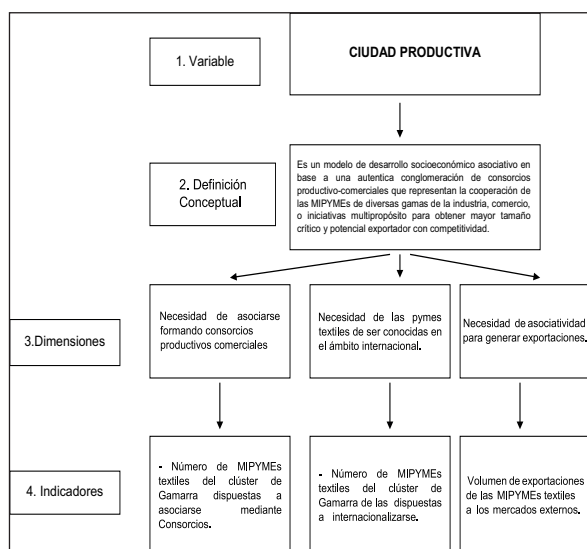 1. Variable
CIUDAD PRODUCTIVA
2. Definición
Conceptual
Es un modelo de desarrollo socioeconómico asociativo en
base a una autentica conglomeración de consorcios
productivo-comerciales que representan la cooperación de
las MIPYMEs de diversas gamas de la industria, comercio,
o iniciativas multipropósito para obtener mayor tamaño
crítico y potencial exportador con competitividad.
3.Dimensiones
Necesidad de asociarse
formando consorcios
productivos comerciales
Necesidad de las pymes
textiles de ser conocidas en
el ámbito internacional.
Necesidad de asociatividad
para generar exportaciones.
4. Indicadores
- Número de MIPYMEs
textiles del clúster de
Gamarra dispuestas a
asociarse mediante
Consorcios.
- Número de MIPYMEs
textiles del clúster de
Gamarra de las dispuestas
a internacionalizarse.
Volumen de exportaciones
de las MIPYMEs textiles
a los mercados externos.